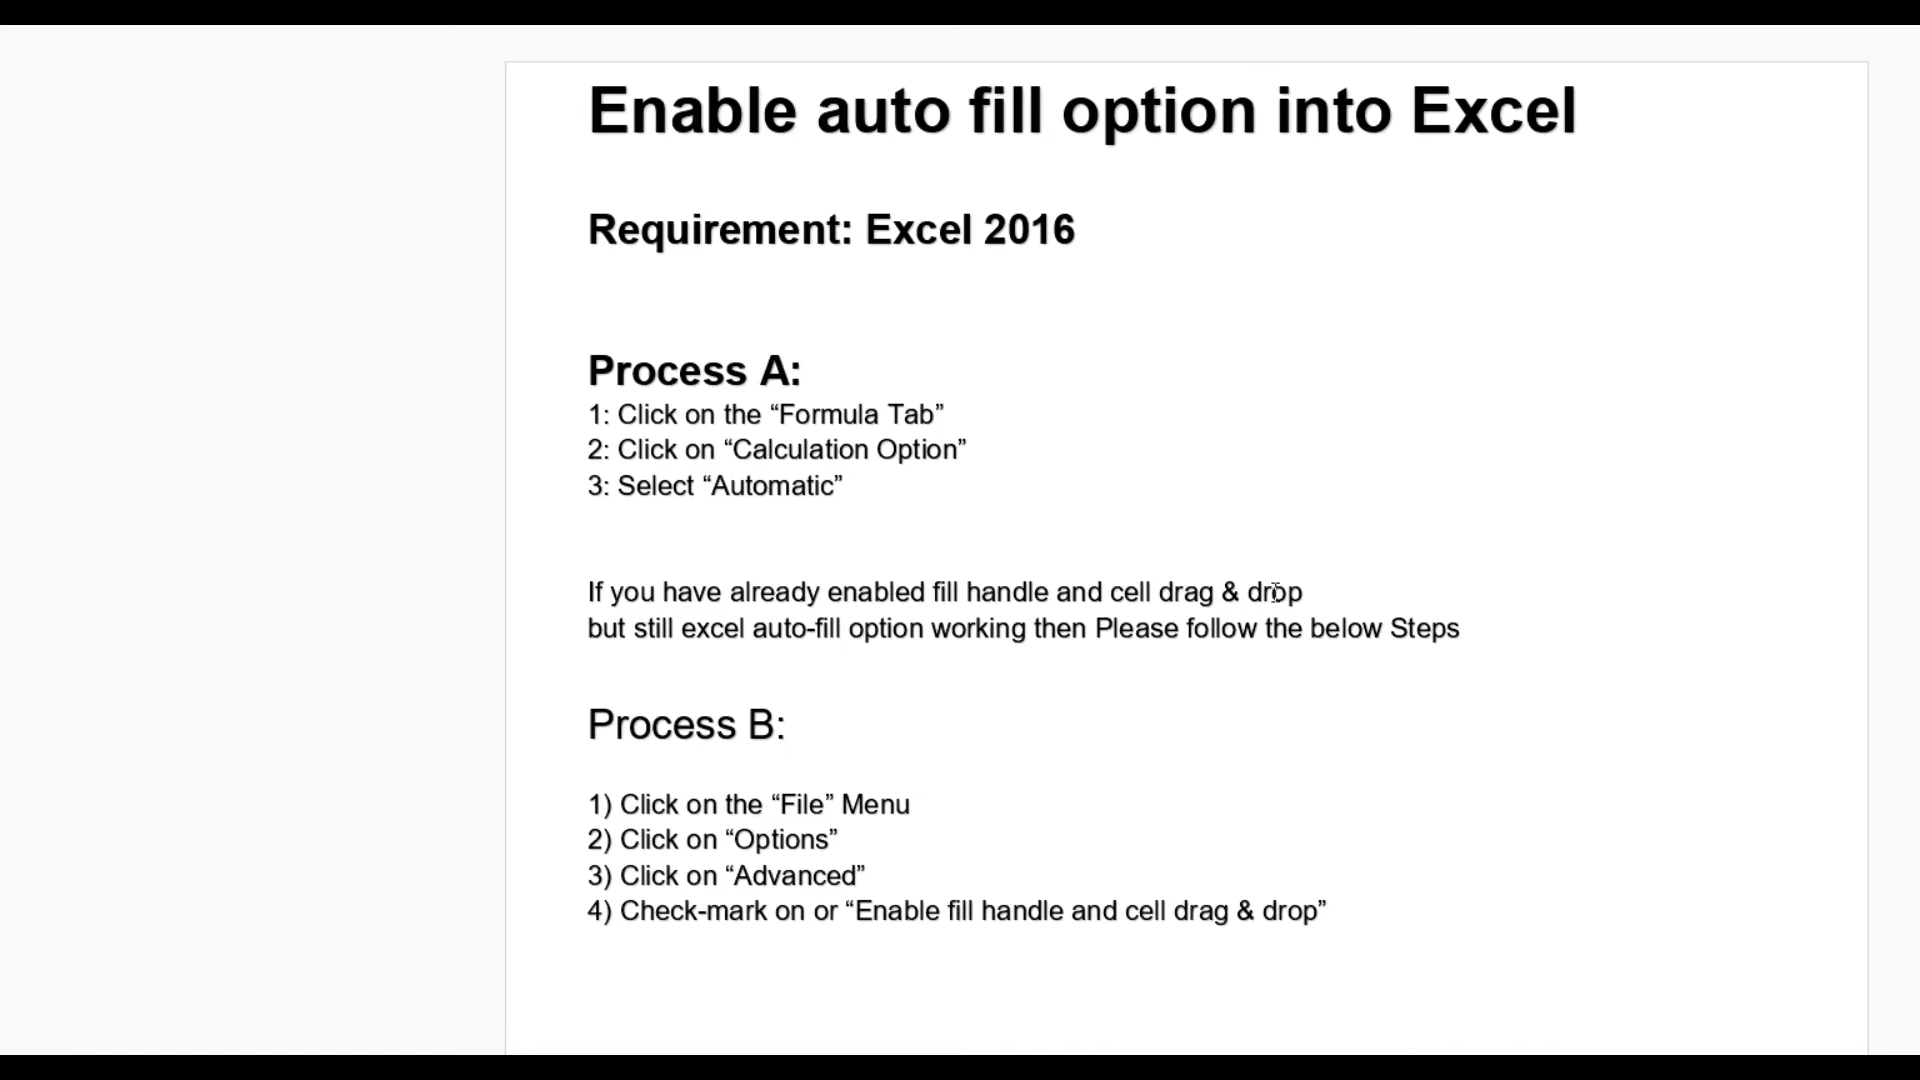 Enable auto fill option into Excel
Requirement: Excel 2016
Process A:
1: Click on the “Formula Tab”
2: Click on “Calculation Option”
3: Select “Automatic”
If you have already enabled fill handle and cell drag & drop
but still excel auto-fill option working then Please follow the below Steps
Process B:
1) Click on the “File” Menu
2) Click on “Options”
3) Click on “Advanced”
4) Check-mark on or “Enable fill handle and cell drag & drop”